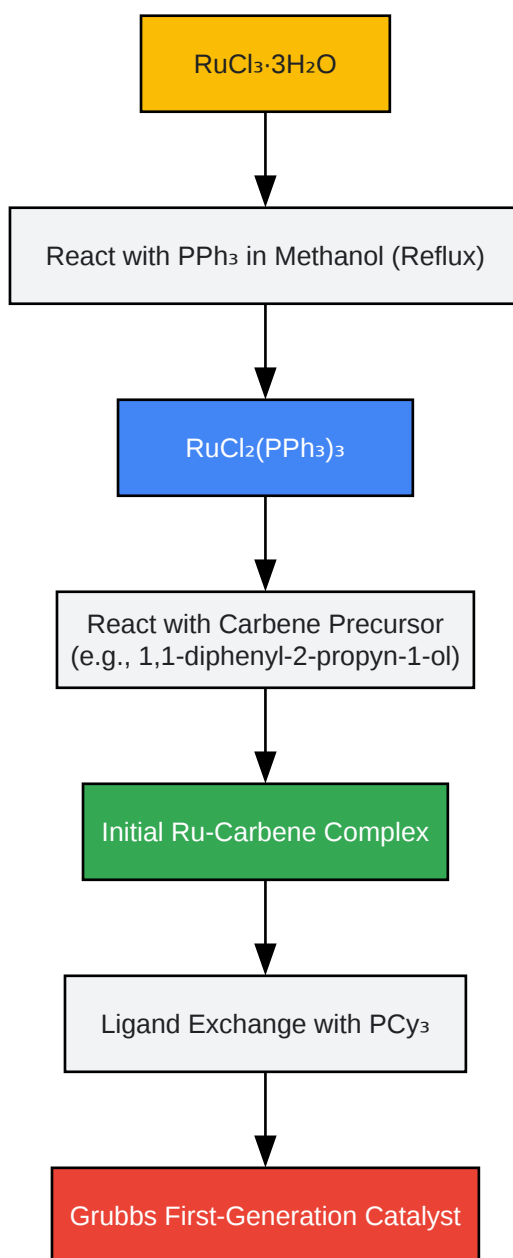 RuCl₃·3H₂O
React with PPh₃ in Methanol (Reflux)
RuCl₂(PPh₃)₃
React with Carbene Precursor
(e.g., 1,1-diphenyl-2-propyn-1-ol)
Initial Ru-Carbene Complex
Ligand Exchange with PCy₃
Grubbs First-Generation Catalyst